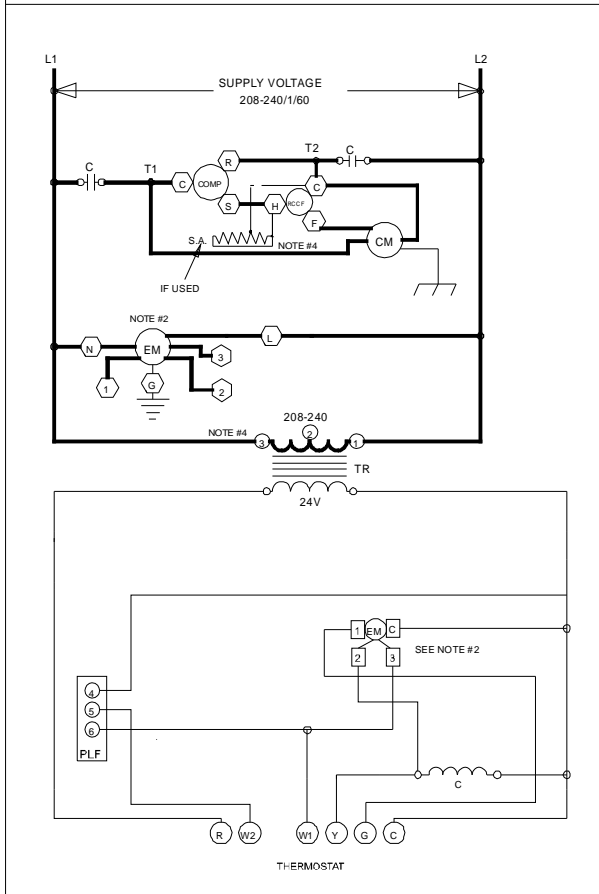 L1
L2
SUPPLY VOLTAGE
208-240/1/60
C
T1
T2
C
C
COMP
R
S
H
RCCF
C
F
CM
S.A.
NOTE #4
IF USED
NOTE #2
N
EM
L
3
1
G
2
208-240
NOTE #4
3
2
1
TR
24V
1
EM
C
2
3
SEE NOTE #2
4
5
6
PLF
C
R
W2
W1
Y
G
C
THERMOSTAT